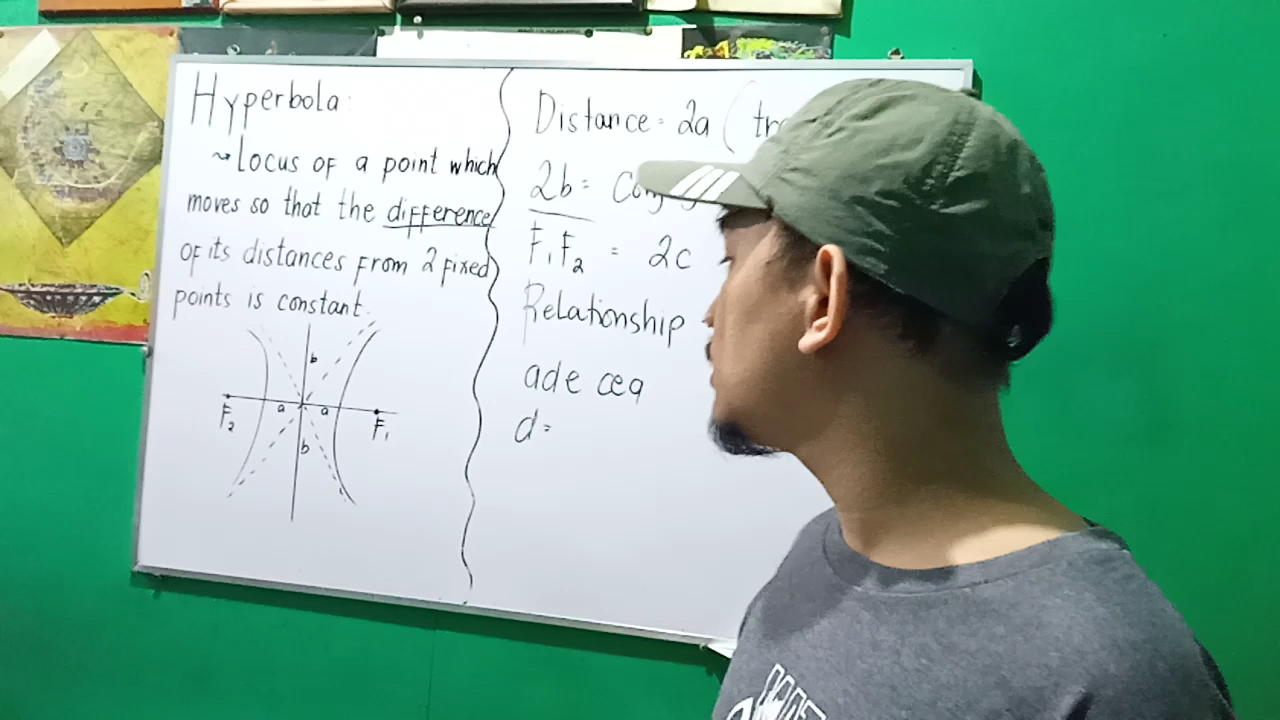 Hyperbola:
~ Locus of a point which
moves so that the difference
of its distances from 2 fixed
points is constant.
b
a a
F₂ F₁
b
Distance = 2a (
2b =
F₁F₂ = 2c
Relationship
ade ceq
d =